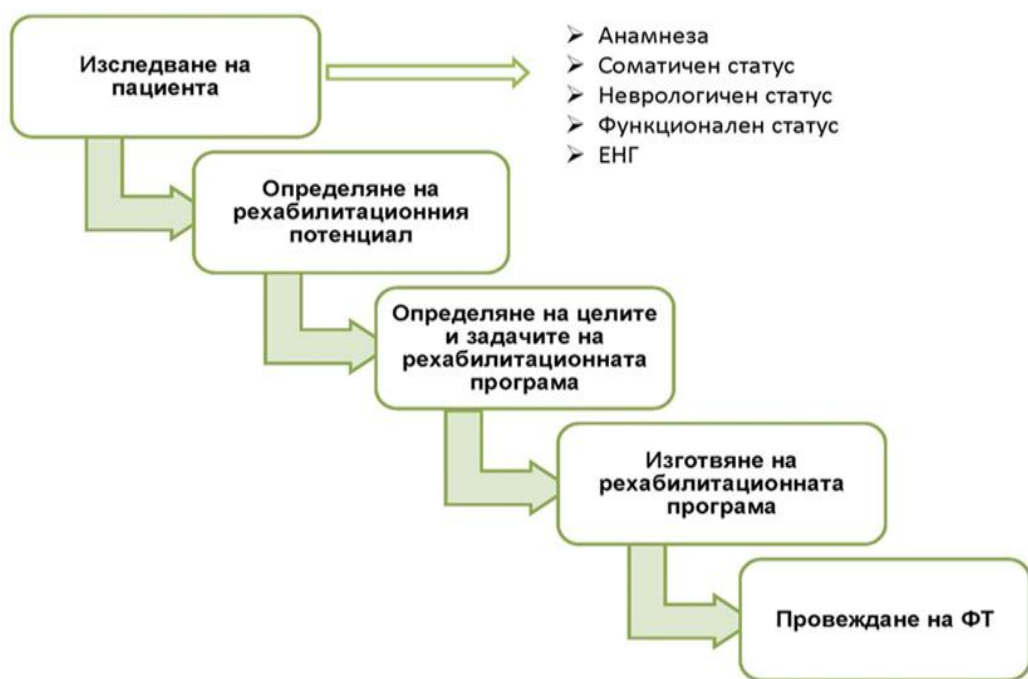 Изследване на
пациента
➢ Анамнеза
➢ Соматичен статус
➢ Неврологичен статус
➢ Функционален статус
➢ ЕНГ
Определяне на
рехабилитационния
потенциал
Определяне на целите
и задачите на
рехабилитационната
програма
Изготвяне на
рехабилитационната
програма
Провеждане на ФТ